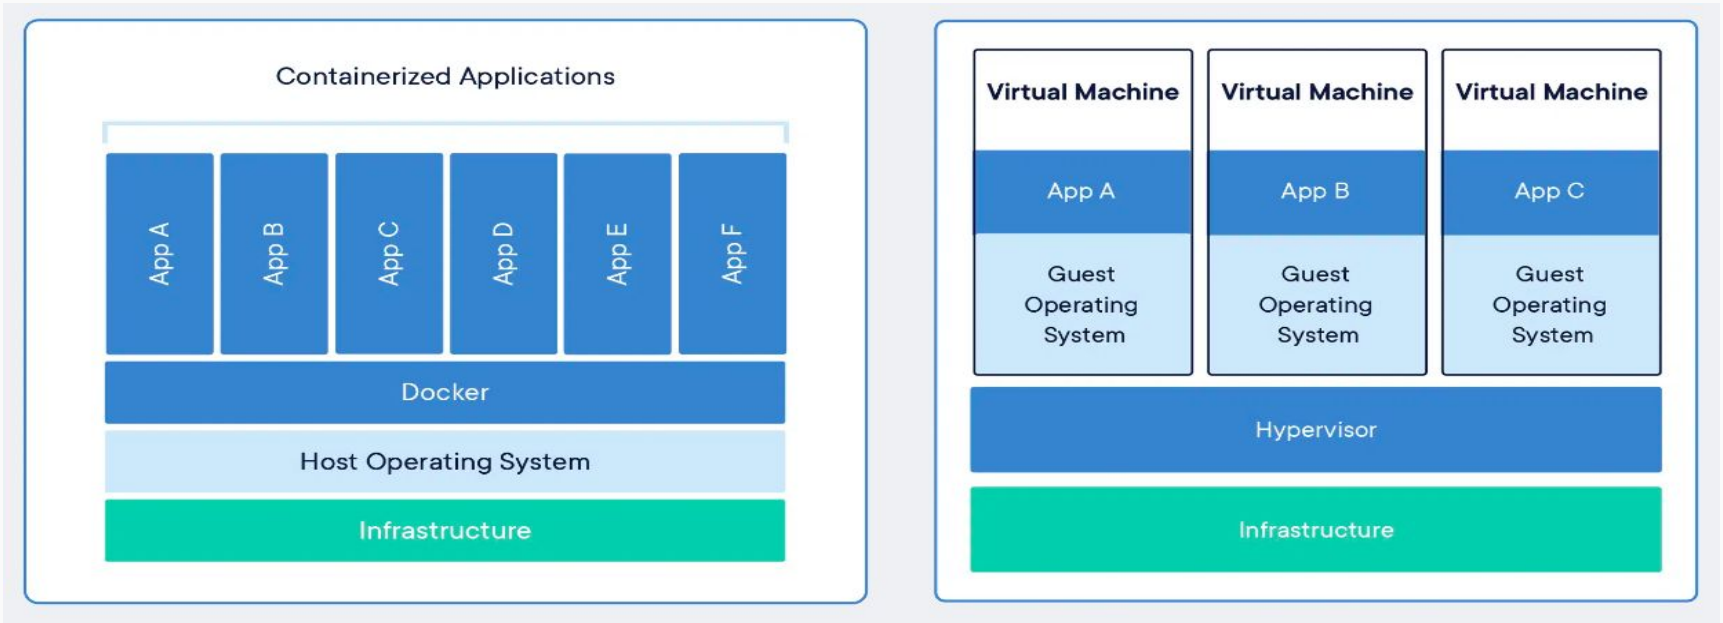 Containerized Applications
App A
App B
App C
App D
App E
App F
Docker
Host Operating System
Infrastructure
Virtual Machine
App A
Guest
Operating
System
Virtual Machine
App B
Guest
Operating
System
Virtual Machine
App C
Guest
Operating
System
Hypervisor
Infrastructure